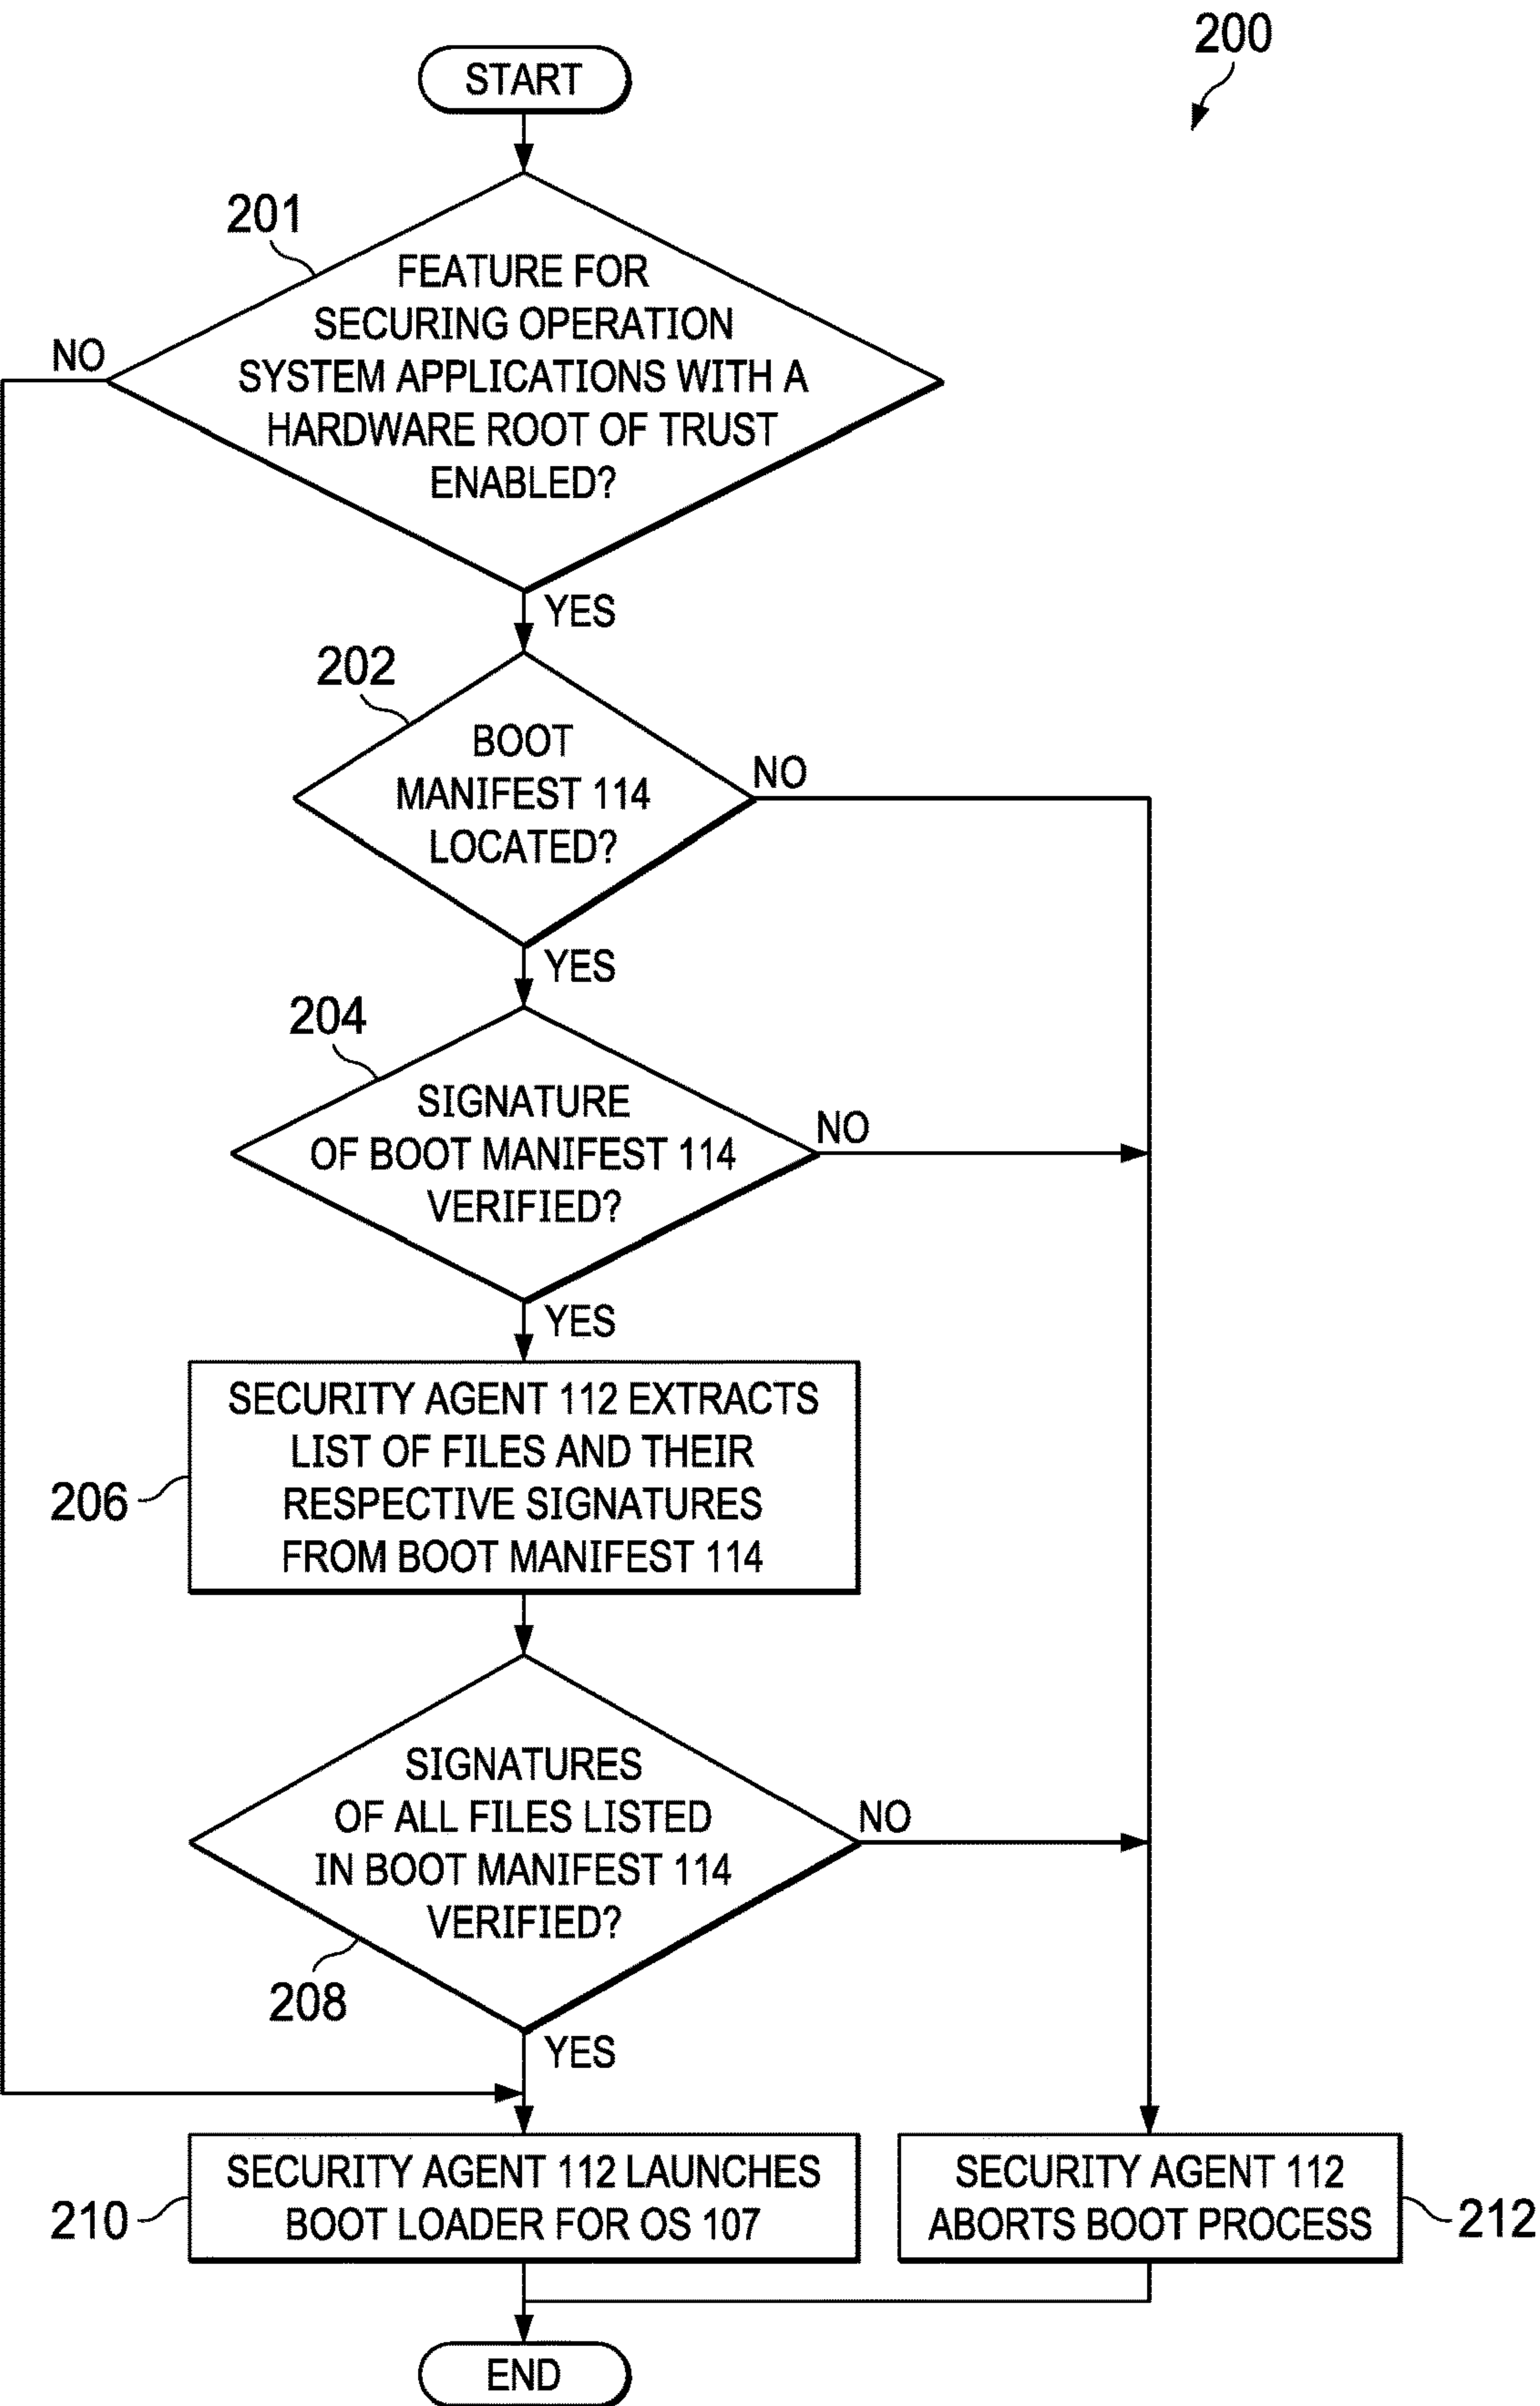 200
START
201
FEATURE FOR
SECURING OPERATION
SYSTEM APPLICATIONS WITH A
HARDWARE ROOT OF TRUST
ENABLED?
NO
YES
202
BOOT
MANIFEST 114
LOCATED?
NO
YES
204
SIGNATURE
OF BOOT MANIFEST 114
VERIFIED?
NO
YES
SECURITY AGENT 112 EXTRACTS
LIST OF FILES AND THEIR
RESPECTIVE SIGNATURES
FROM BOOT MANIFEST 114
206
SIGNATURES
OF ALL FILES LISTED
IN BOOT MANIFEST 114
VERIFIED?
NO
208
YES
SECURITY AGENT 112 LAUNCHES
BOOT LOADER FOR OS 107
210
SECURITY AGENT 112
ABORTS BOOT PROCESS
212
END